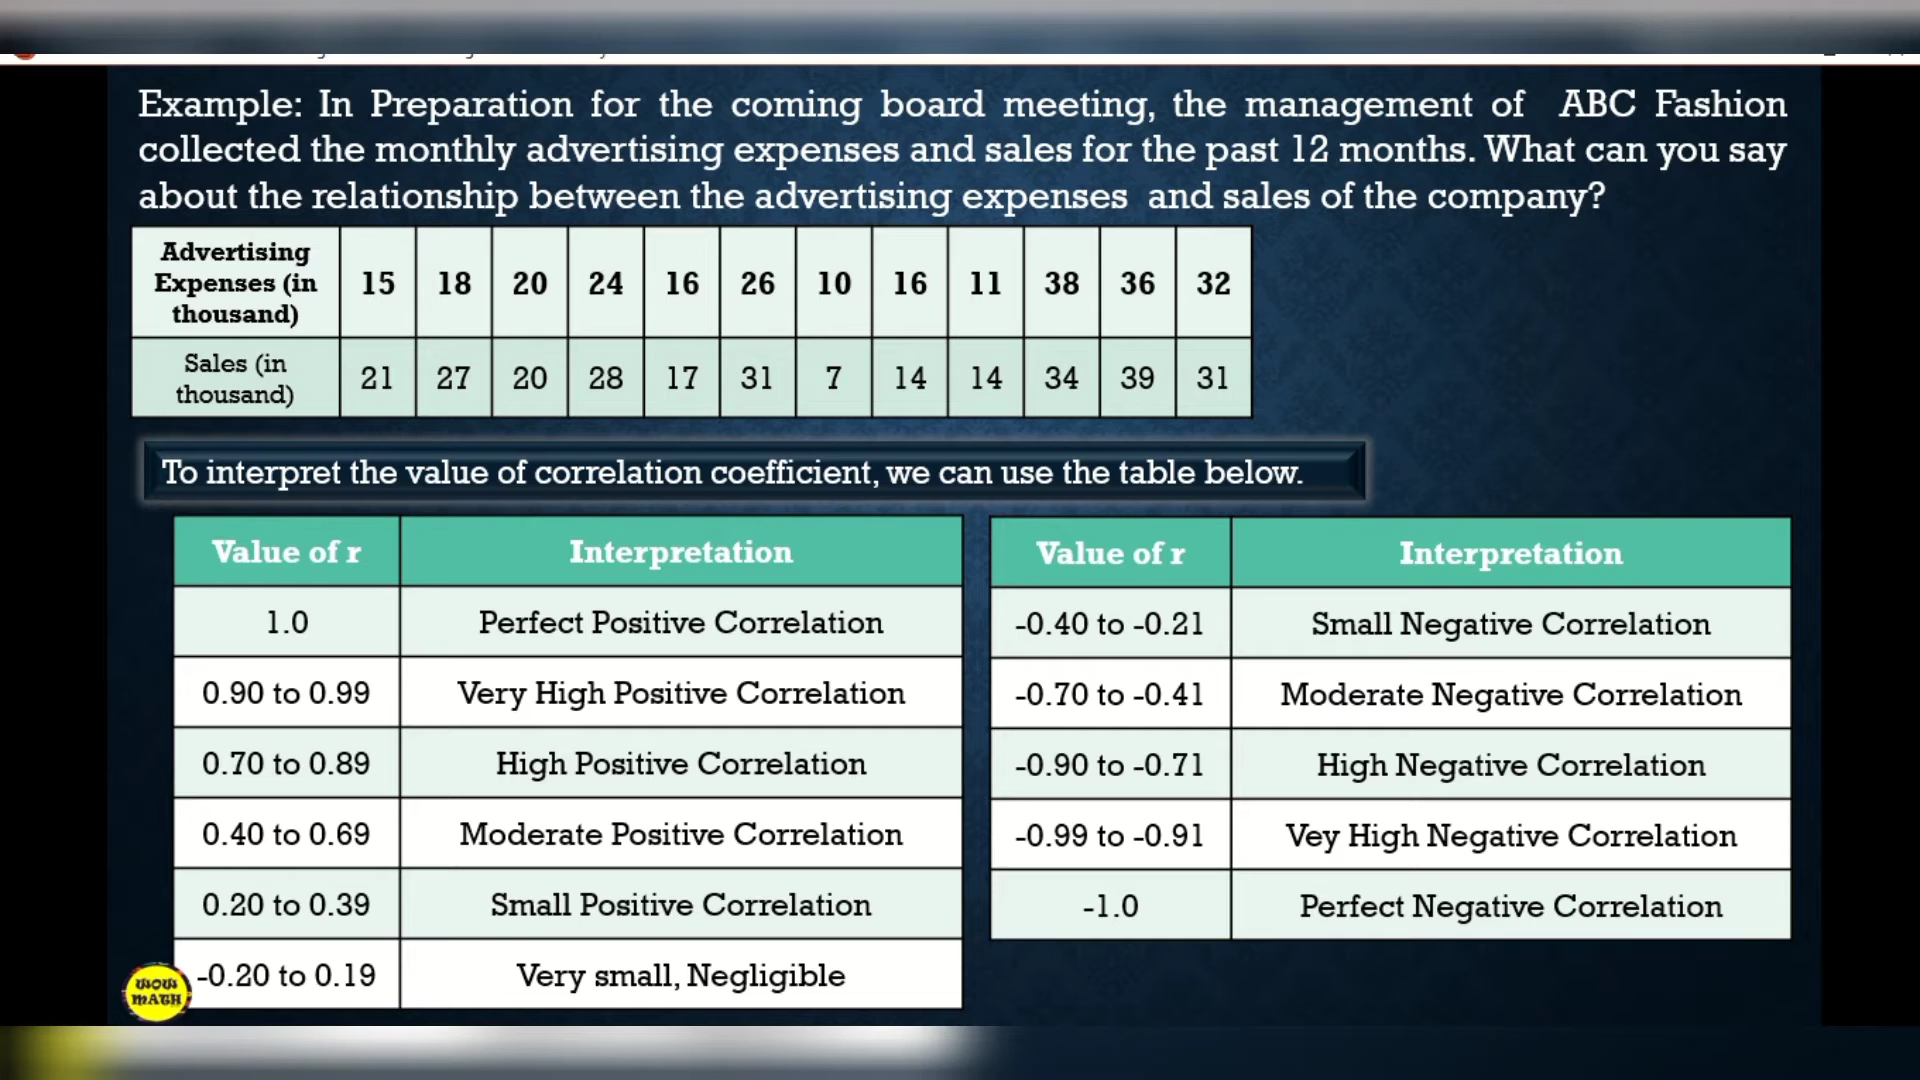 Example: In Preparation for the coming board meeting, the management of ABC Fashion
collected the monthly advertising expenses and sales for the past 12 months. What can you say
about the relationship between the advertising expenses and sales of the company?
Advertising
Expenses (in
thousand)
15 18 20 24 16 26 10 16 11 38 36 32
Sales (in
thousand)
21 27 20 28 17 31 7 14 14 34 39 31
To interpret the value of correlation coefficient, we can use the table below.
Value of r Interpretation
1.0 Perfect Positive Correlation
0.90 to 0.99 Very High Positive Correlation
0.70 to 0.89 High Positive Correlation
0.40 to 0.69 Moderate Positive Correlation
0.20 to 0.39 Small Positive Correlation
-0.20 to 0.19 Very small, Negligible
Value of r Interpretation
-0.40 to -0.21 Small Negative Correlation
-0.70 to -0.41 Moderate Negative Correlation
-0.90 to -0.71 High Negative Correlation
-0.99 to -0.91 Vey High Negative Correlation
-1.0 Perfect Negative Correlation
WOW
MATH